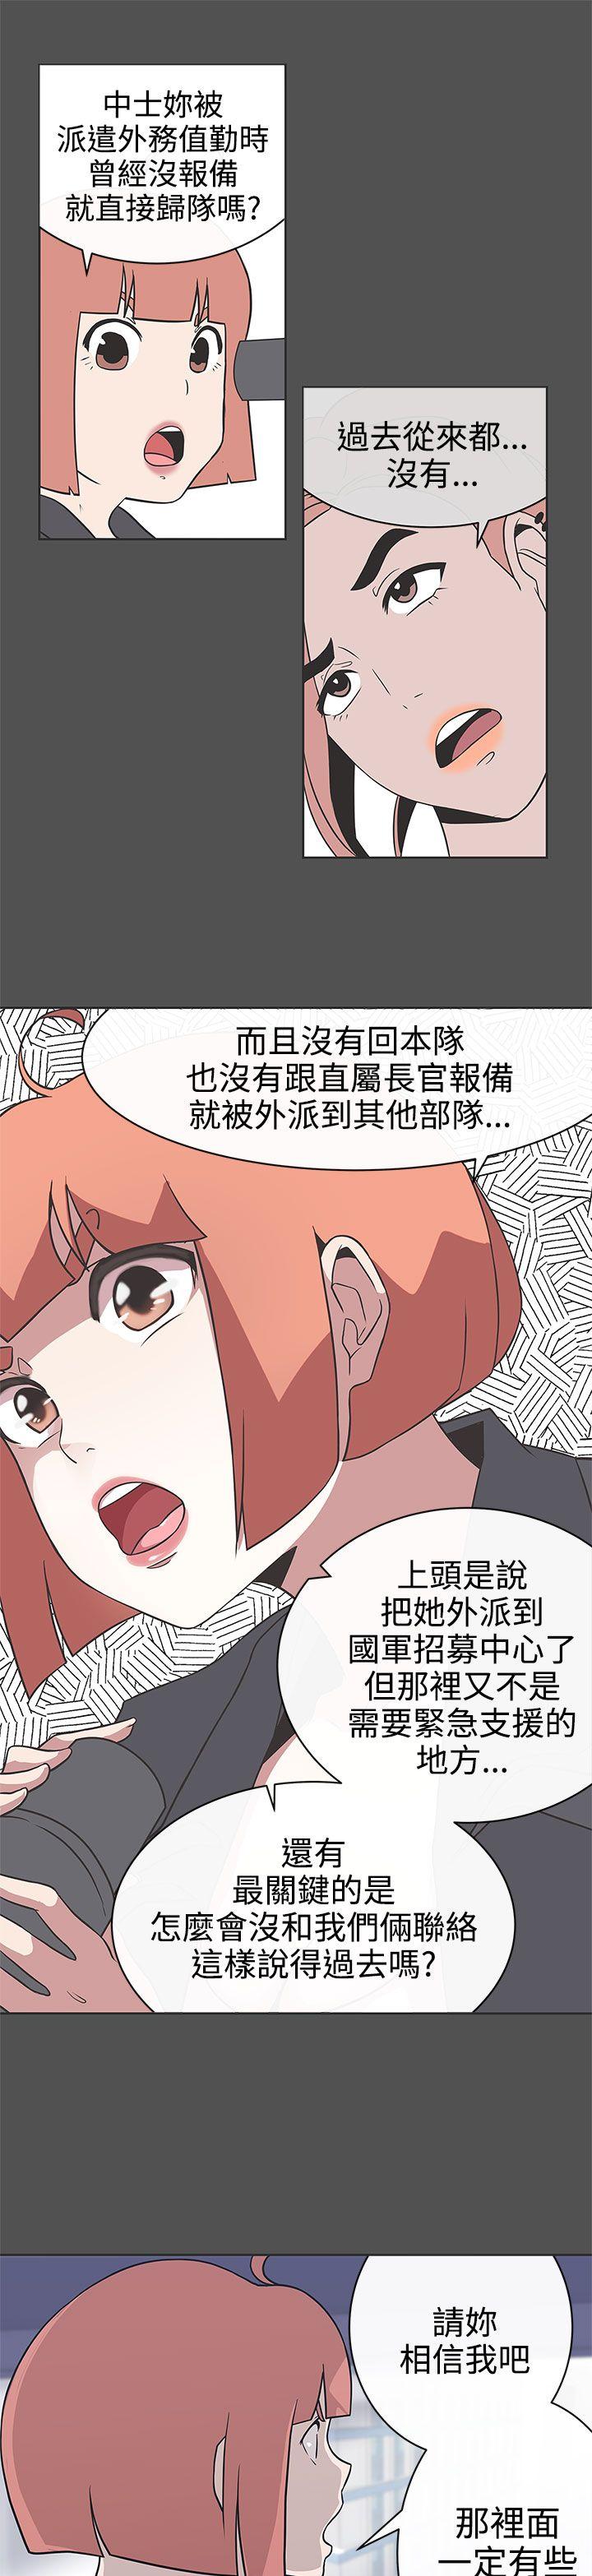 中士妳被
派遣外務值勤時
曾經沒報備
就直接歸隊嗎?
過去從來都...
沒有...
而且沒有回本隊
也沒有跟直屬長官報備
就被外派到其他部隊...
上頭是說
把她外派到
國軍招募中心了
但那裡又不是
需要緊急支援的
地方...
還有
最關鍵的是
怎麼會沒和我們倆聯絡
這樣說得過去嗎?
請妳
相信我吧
那裡面
一定有些